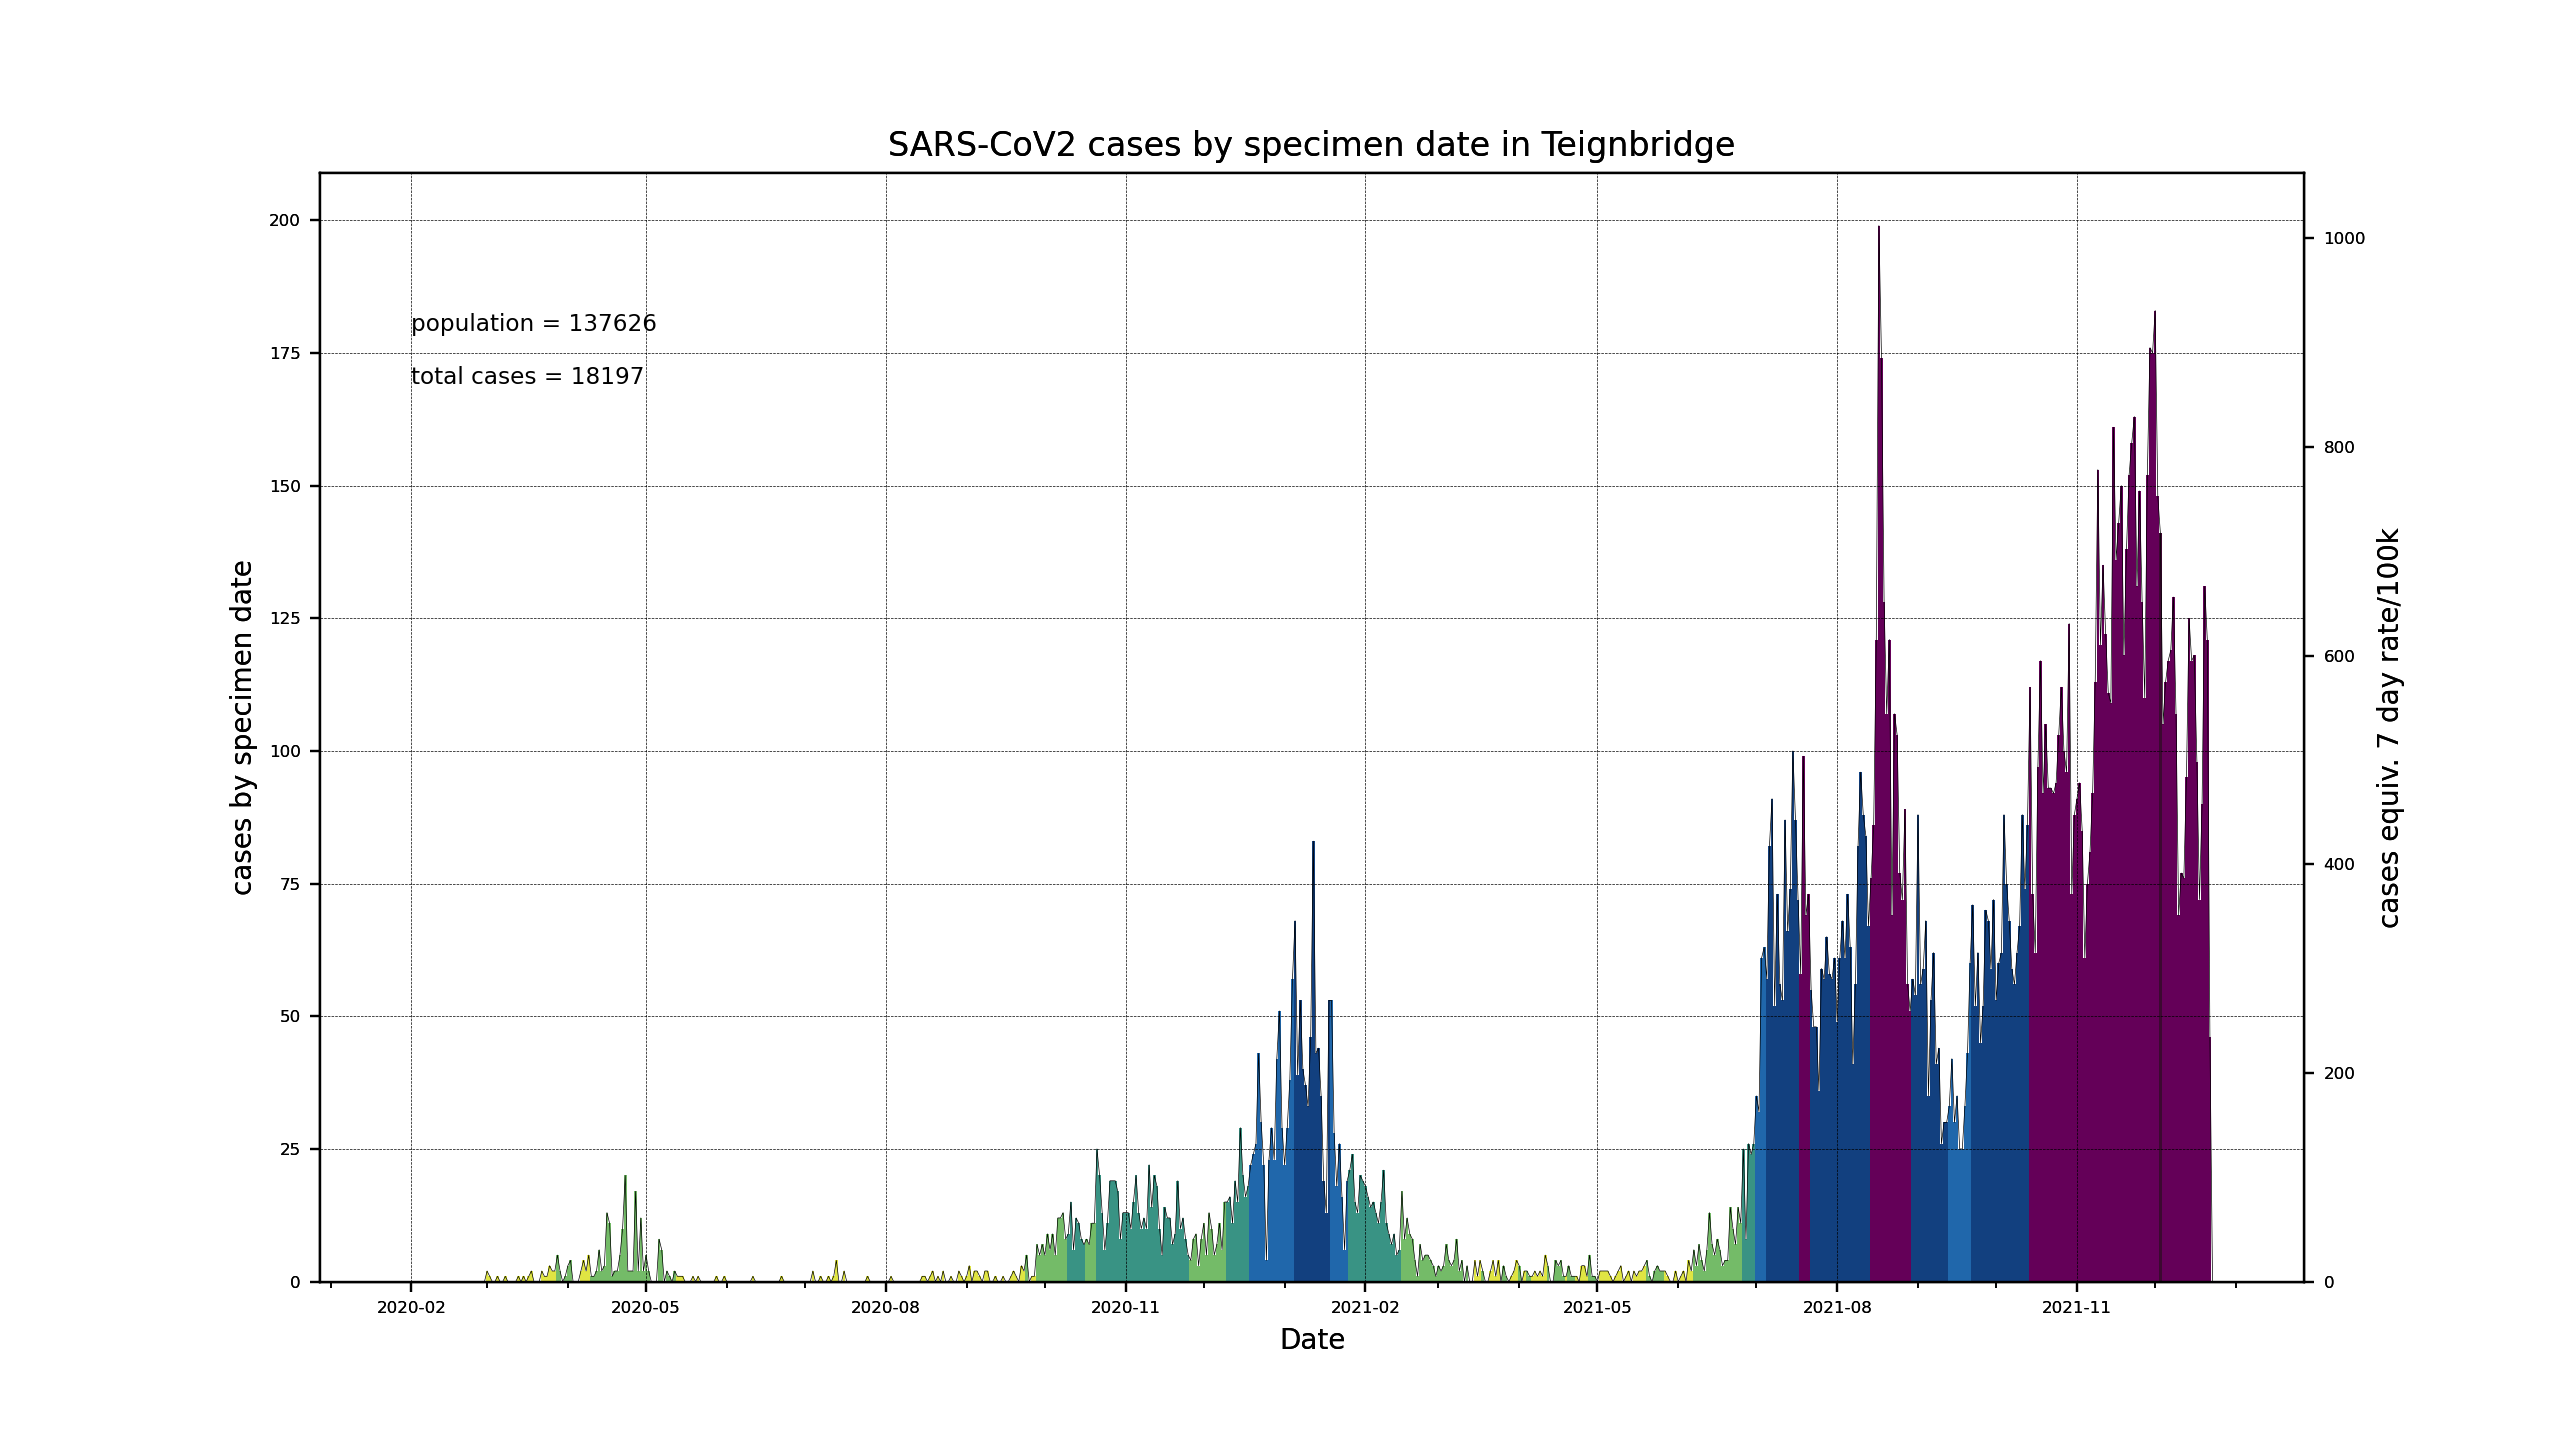 SARS-CoV2 cases by specimen date in Teignbridge
population = 137626
total cases = 18197
cases by specimen date
200
175
150
125
100
75
50
25
0
1000
800
600
400
200
0
cases equiv. 7 day rate/100k
2020-02 2020-05 2020-08 2020-11 2021-02 2021-05 2021-08 2021-11
Date